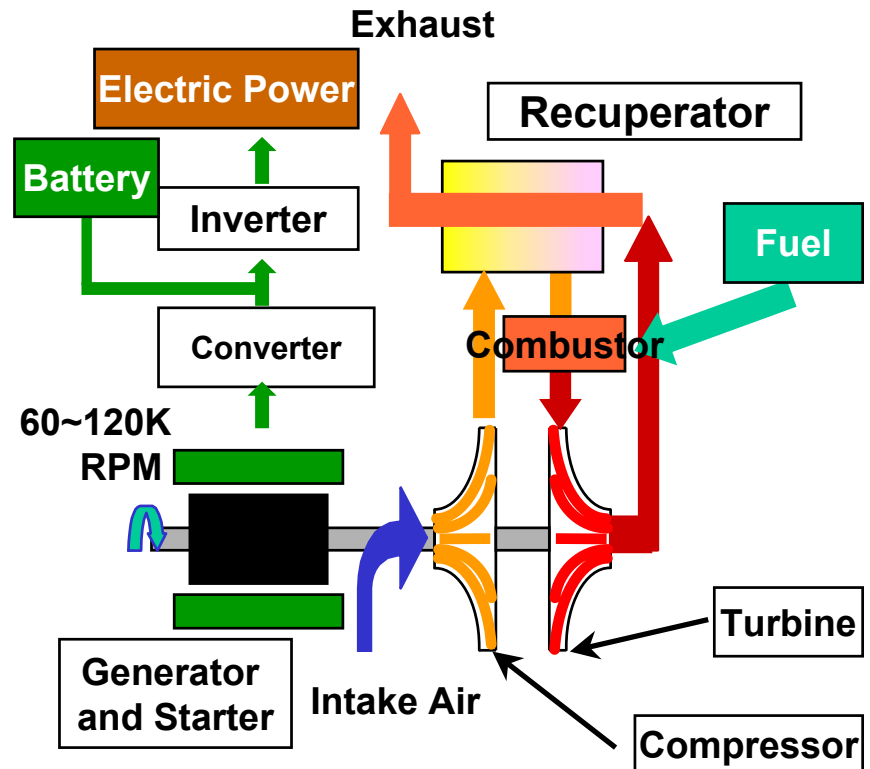 Exhaust
Electric Power
Recuperator
Battery
Inverter
Fuel
Converter
Combustor
60~120K
RPM
Turbine
Generator
and Starter
Intake Air
Compressor